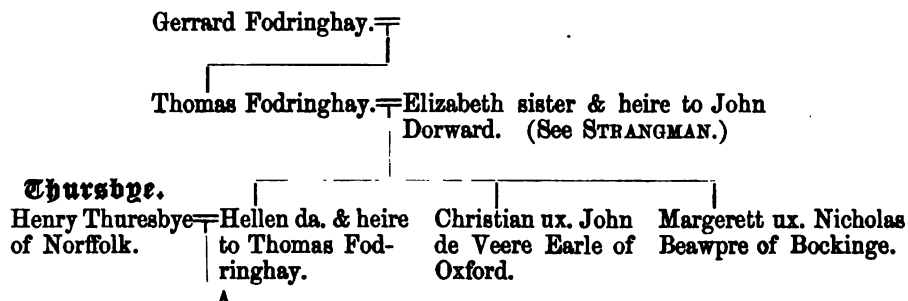 Gerrard Fodringhay.
Thomas Fodringhay. Elizabeth sister & heire to John
Dorward. (See STRANGMAN.)
Thursbye.
Henry Thuresbye
of Norffolk.
Hellen da. & heire
to Thomas Fod-
ringhay.
Christian ux. John
de Veere Earle of
Oxford.
Margerett ux. Nicholas
Beawpre of Bockinge.
A